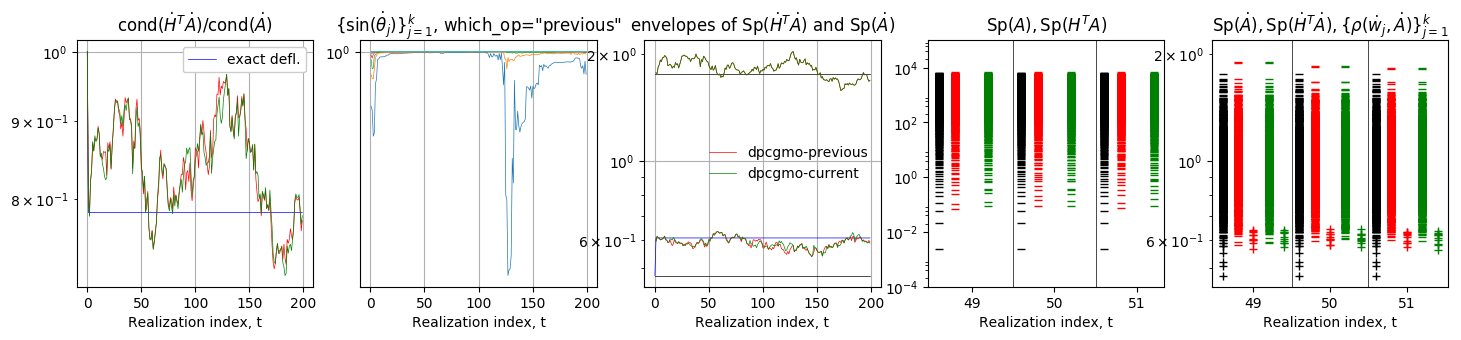 cond(Ḣ^TȦ)/cond(Ȧ)
10^0
9 × 10^−1
8 × 10^−1
exact defl.
0 50 100 150 200
Realization index, t
{sin(θ̇_j)}^k_{j=1}, which_op="previous"
10^0
0 50 100 150 200
Realization index, t
envelopes of Sp(Ḣ^TȦ) and Sp(Ȧ)
2 × 10^0
10^0
6 × 10^−1
dpcgmo-previous
dpcgmo-current
0 50 100 150 200
Realization index, t
Sp(A), Sp(H^TA)
10^4
10^2
10^0
10^−2
10^−4
49 50 51
Realization index, t
Sp(Ȧ), Sp(Ḣ^TȦ), {ρ(ẇ_j, Ȧ)}^k_{j=1}
2 × 10^0
10^0
6 × 10^−1
49 50 51
Realization index, t